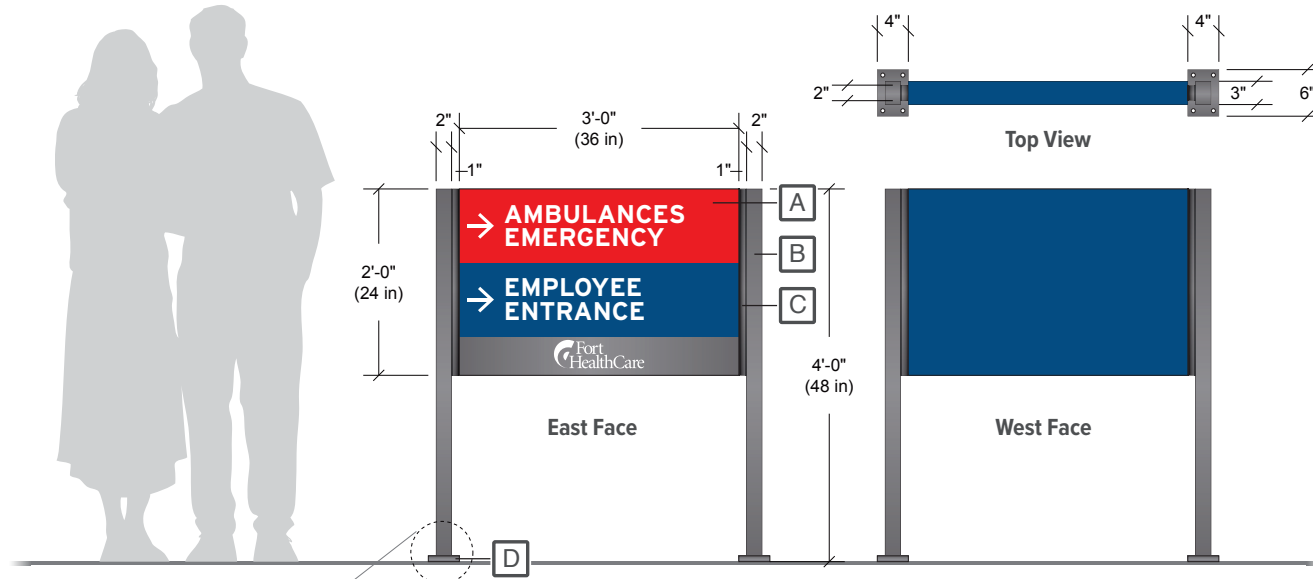 4"
4"
2"
3"
6"
Top View
2"
3'-0"
(36 in)
2"
1"
1"
AMBULANCES
EMERGENCY
EMPLOYEE
ENTRANCE
Fort
HealthCare
A
B
C
2'-0"
(24 in)
4'-0"
(48 in)
East Face
West Face
D